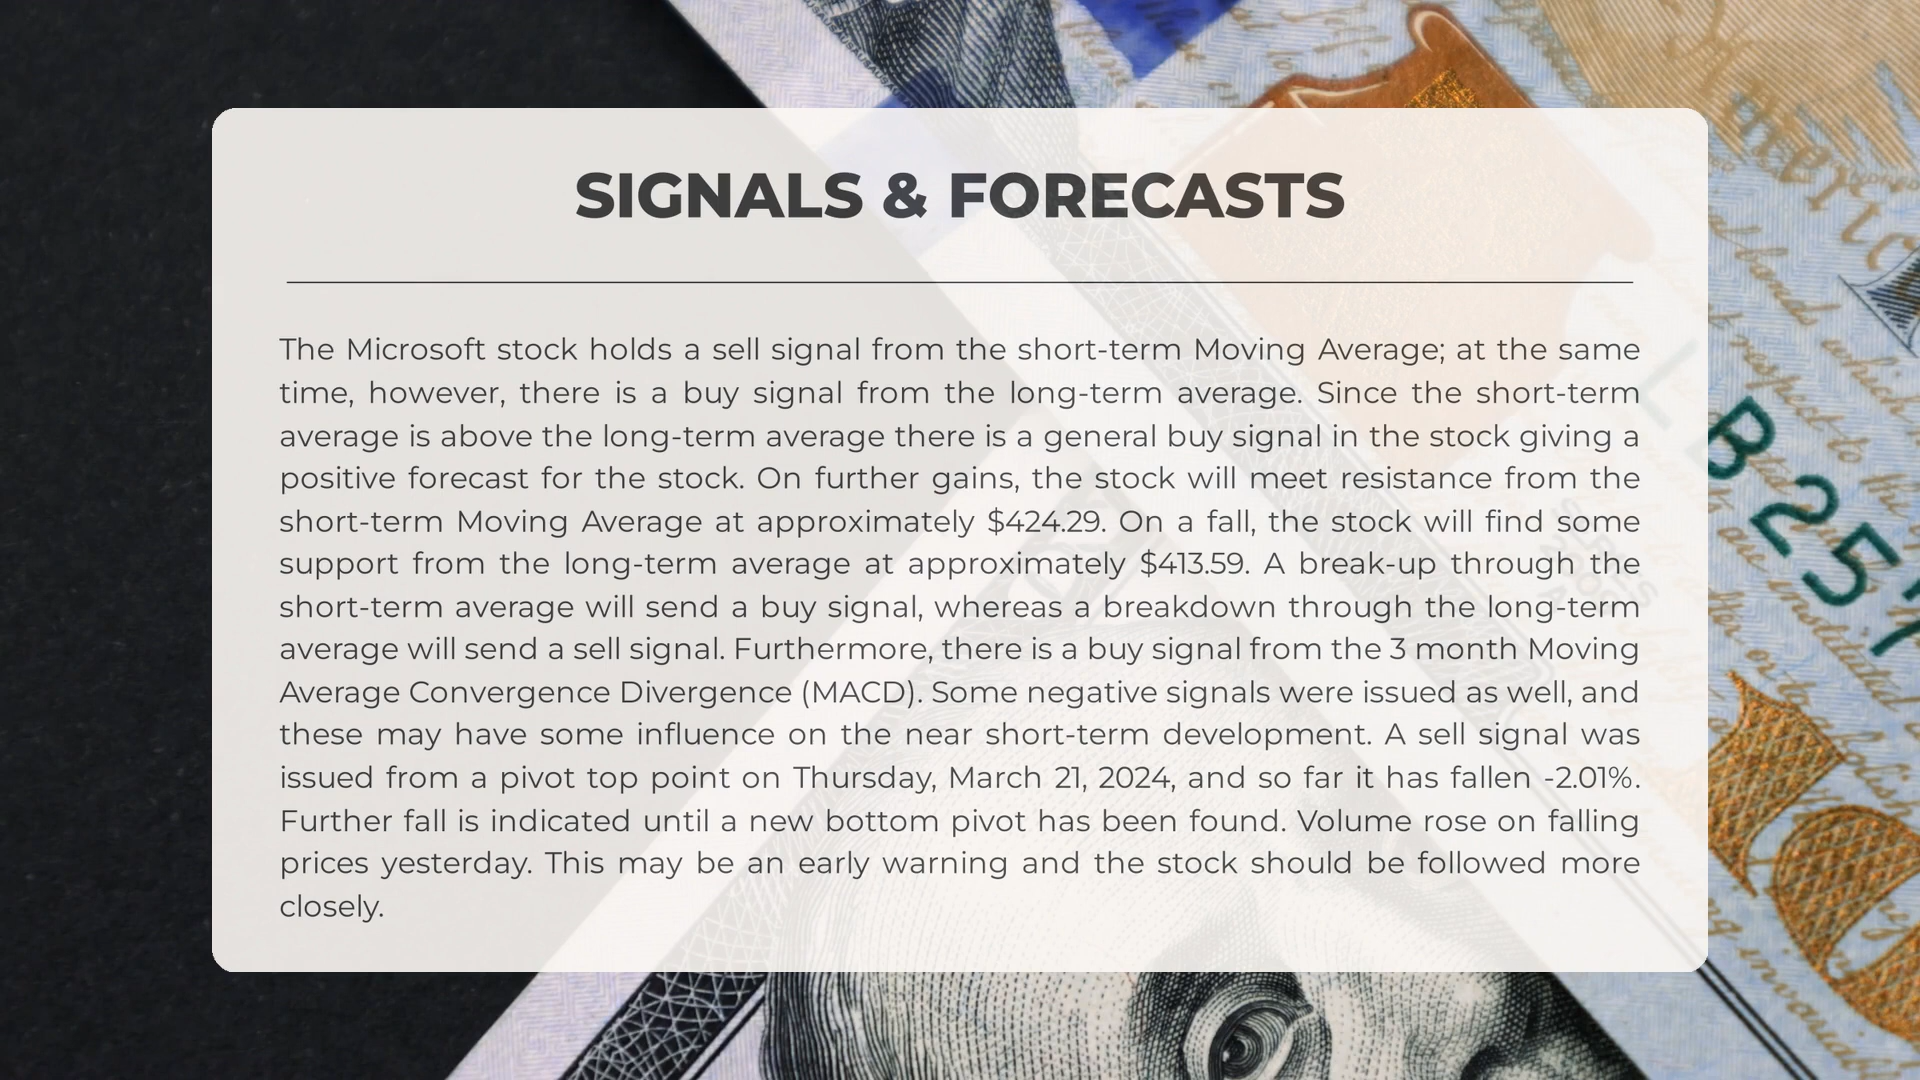 SIGNALS & FORECASTS
The Microsoft stock holds a sell signal from the short-term Moving Average; at the same
time, however, there is a buy signal from the long-term average. Since the short-term
average is above the long-term average there is a general buy signal in the stock giving a
positive forecast for the stock. On further gains, the stock will meet resistance from the
short-term Moving Average at approximately $424.29. On a fall, the stock will find some
support from the long-term average at approximately $413.59. A break-up through the
short-term average will send a buy signal, whereas a breakdown through the long-term
average will send a sell signal. Furthermore, there is a buy signal from the 3 month Moving
Average Convergence Divergence (MACD). Some negative signals were issued as well, and
these may have some influence on the near short-term development. A sell signal was
issued from a pivot top point on Thursday, March 21, 2024, and so far it has fallen -2.01%.
Further fall is indicated until a new bottom pivot has been found. Volume rose on falling
prices yesterday. This may be an early warning and the stock should be followed more
closely.